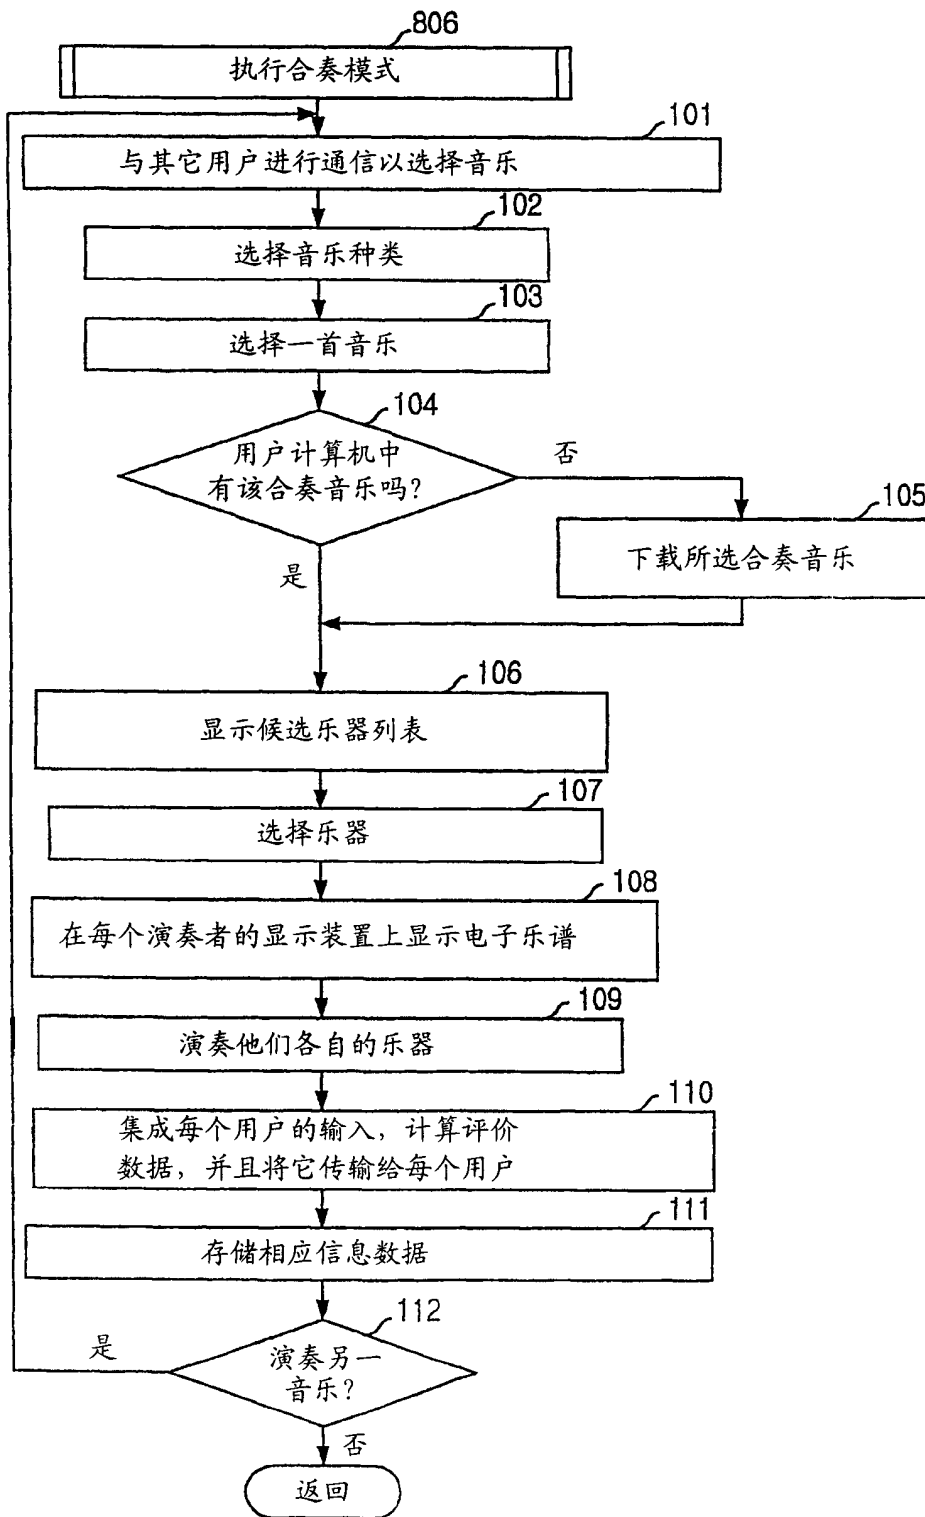 806
执行合奏模式
101
与其它用户进行通信以选择音乐
102
选择音乐种类
103
选择一首音乐
104
用户计算机中
有该合奏音乐吗?
否
105
下载所选合奏音乐
是
106
显示候选乐器列表
107
选择乐器
108
在每个演奏者的显示装置上显示电子乐谱
109
演奏他们各自的乐器
110
集成每个用户的输入, 计算评价
数据, 并且将它传输给每个用户
111
存储相应信息数据
112
是
演奏另一
音乐?
否
返回